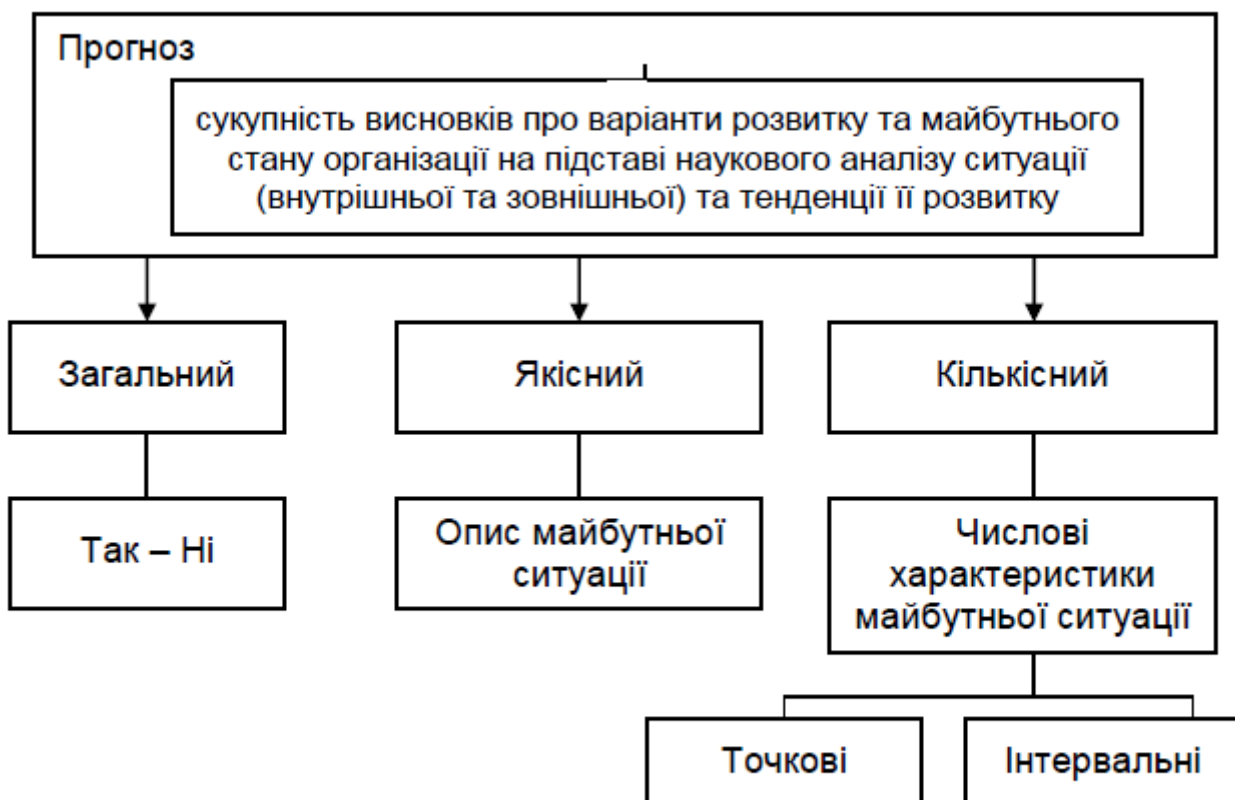 Прогноз
сукупність висновків про варіанти розвитку та майбутнього
стану організації на підставі наукового аналізу ситуації
(внутрішньої та зовнішньої) та тенденції її розвитку
Загальний
Якісний
Кількісний
Так – Ні
Опис майбутньої
ситуації
Числові
характеристики
майбутньої ситуації
Точкові
Інтервальні